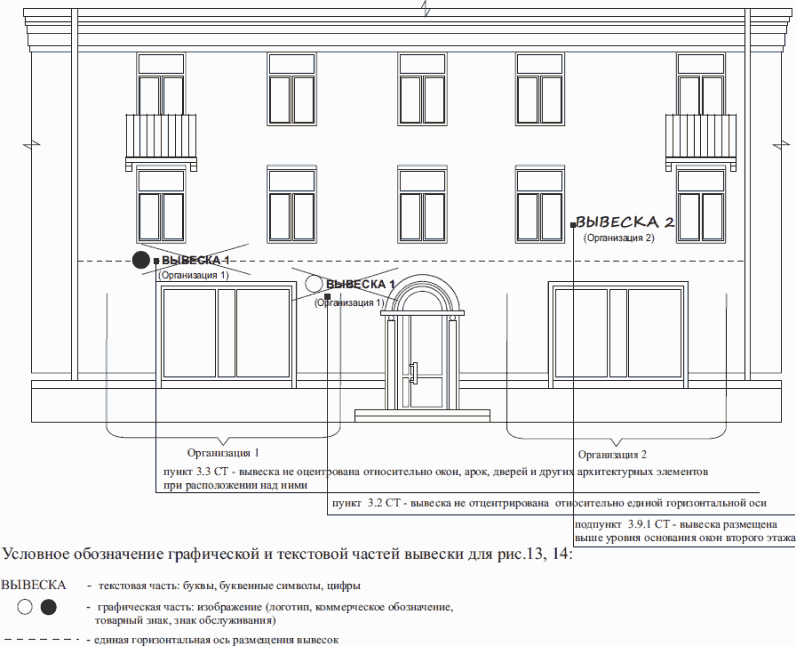 ВЫВЕСКА 2
(Организация 2)
ВЫВЕСКА 1
(Организация 1)
ВЫВЕСКА 1
(Организация 1)
Организация 1
Организация 2
пункт 3.3 СТ - вывеска не оцентрована относительно окон, арок, дверей и других архитектурных элементов
при расположении над ними
пункт 3.2 СТ - вывеска не отцентрирована относительно единой горизонтальной оси
подпункт 3.9.1 СТ - вывеска размещена
выше уровня основания окон второго этажа
Условное обозначение графической и текстовой частей вывески для рис.13, 14:
ВЫВЕСКА - текстовая часть: буквы, буквенные символы, цифры
- графическая часть: изображение (логотип, коммерческое обозначение,
товарный знак, знак обслуживания)
- единая горизонтальная ось размещения вывесок